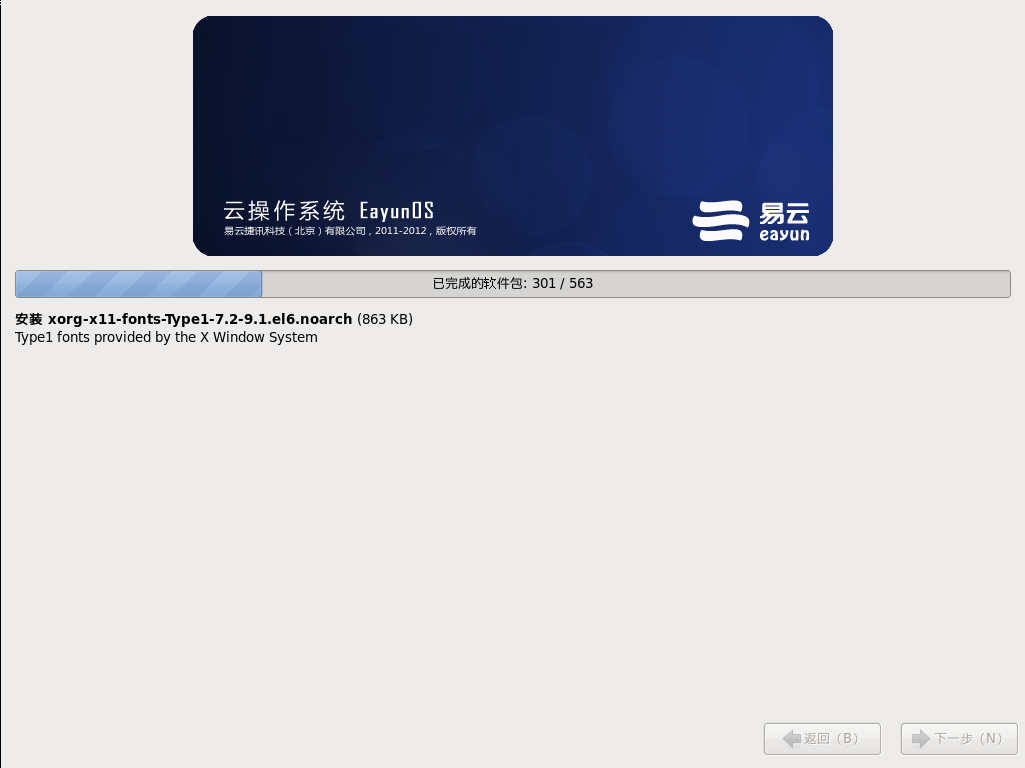 云操作系统 EayunOS
易云捷讯科技（北京）有限公司，2011-2012，版权所有
易云
eayun
已完成的软件包: 301 / 563
安装 xorg-x11-fonts-Type1-7.2-9.1.el6.noarch (863 KB)
Type1 fonts provided by the X Window System
返回（B） 下一步（N）